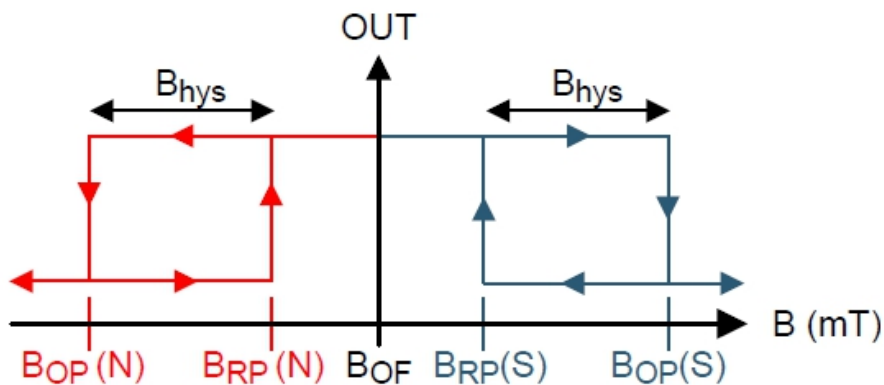 OUT
Bhys Bhys
B (mT)
BOP (N) BRP (N) BOF BRP(S) BOP(S)